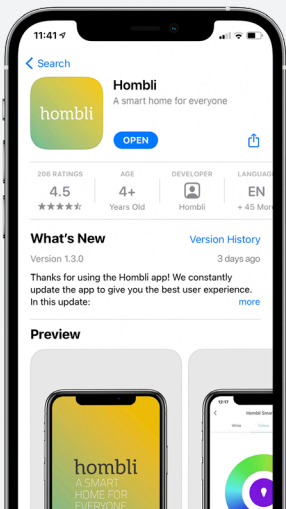 11:41
Search
hombli
Hombli
A smart home for everyone
OPEN
206 RATINGS AGE DEVELOPER LANGUAG
4.5 4+ EN
Years Old Hombli + 45 More
What's New Version History
Version 1.3.0 3 days ago
Thanks for using the Hombli app! We constantly
update the app to give you the best user experience.
In this update: more
Preview
hombli
A SMART
HOME FOR
EVERYONE
12:17
Hombli Smar
White